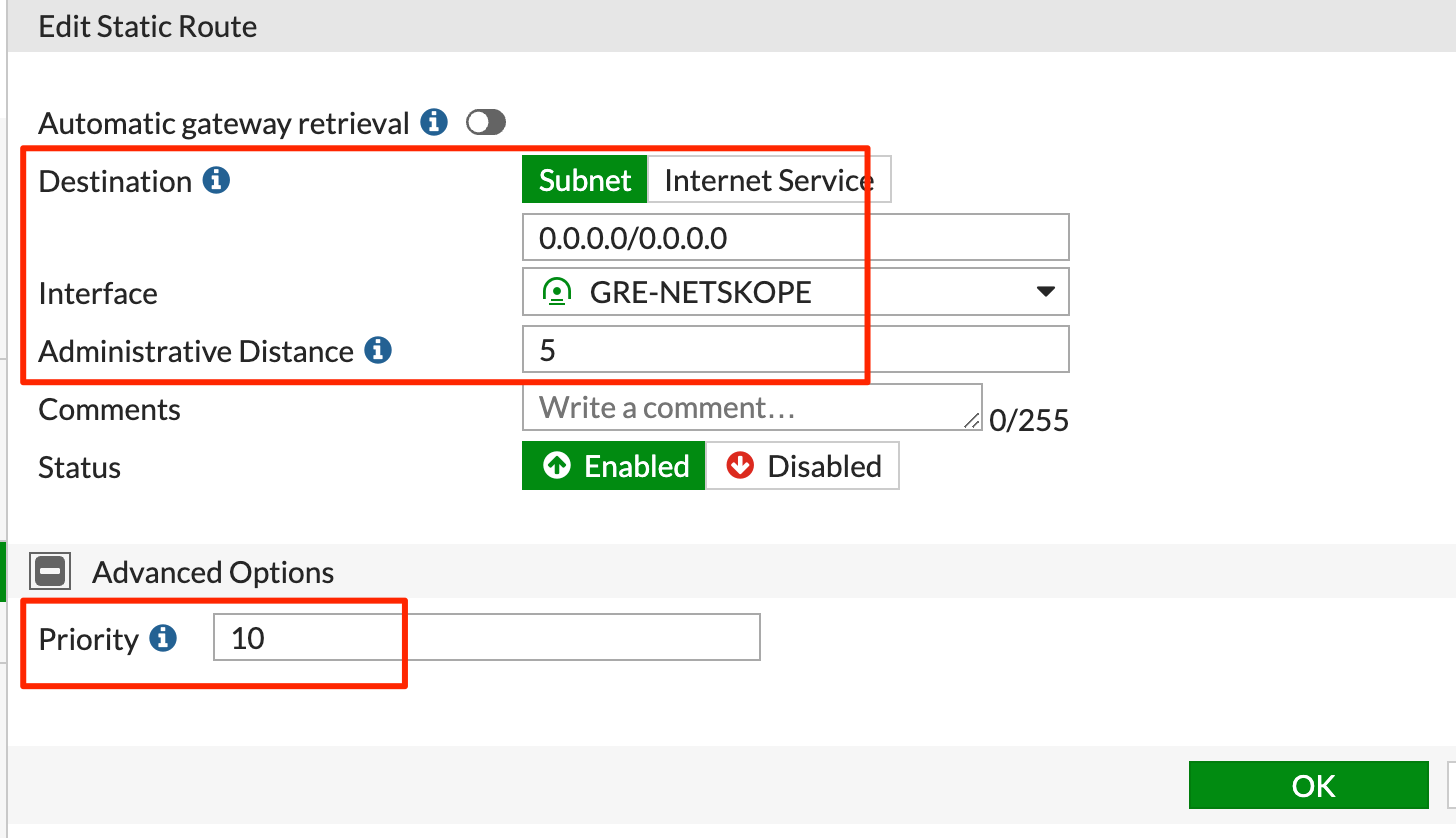 Edit Static Route
Automatic gateway retrieval
Destination
Subnet Internet Service
0.0.0.0/0.0.0.0
Interface GRE-NETSKOPE
Administrative Distance 5
Comments Write a comment... 0/255
Status Enabled Disabled
Advanced Options
Priority 10
OK